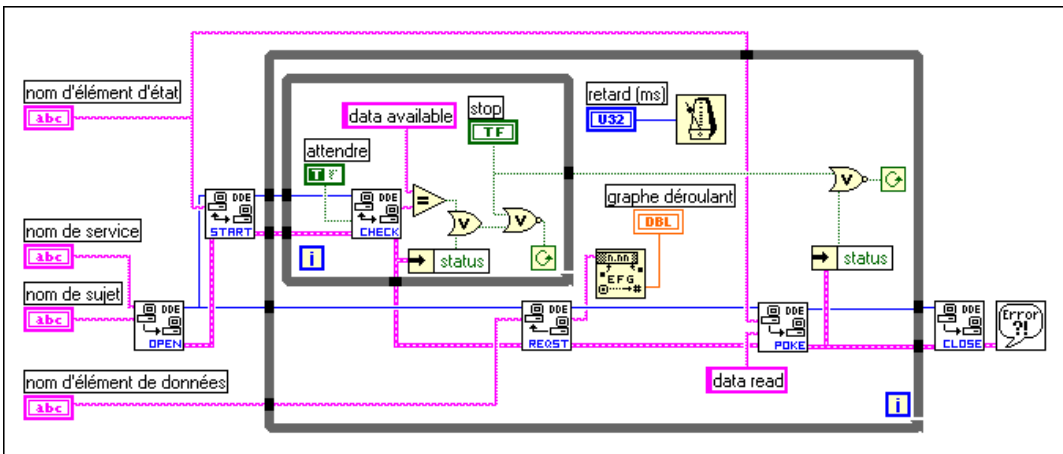 nom d'élément d'état
abc
data available
stop
TF
retard (ms)
U32
attendre
T F
graphe déroulant
DBL
DDE
START
DDE
CHECK
=
V
V
V
status
status
i
n.nn
EFG
#
nom de service
abc
nom de sujet
abc
DDE
OPEN
DDE
REQST
DDE
POKE
DDE
CLOSE
Error
?!
data read
nom d'élément de données
abc
i